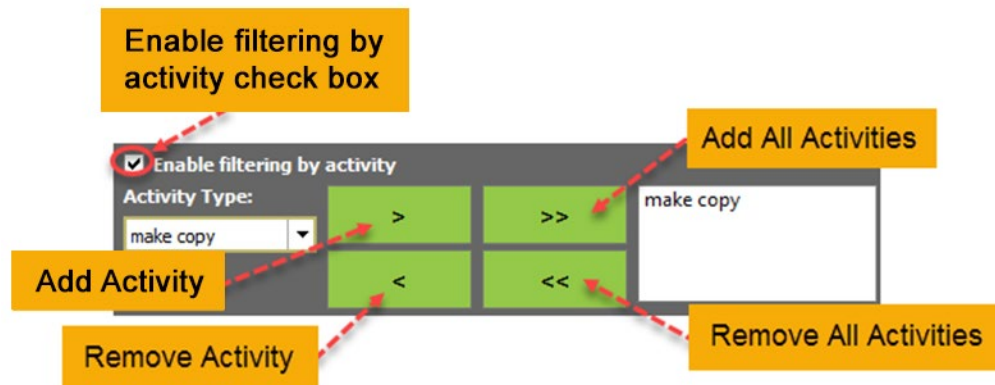 Enable filtering by
activity check box
Add All Activities
Enable filtering by activity
Activity Type:
>
>>
make copy
make copy
Add Activity
<
<<
Remove Activity
Remove All Activities